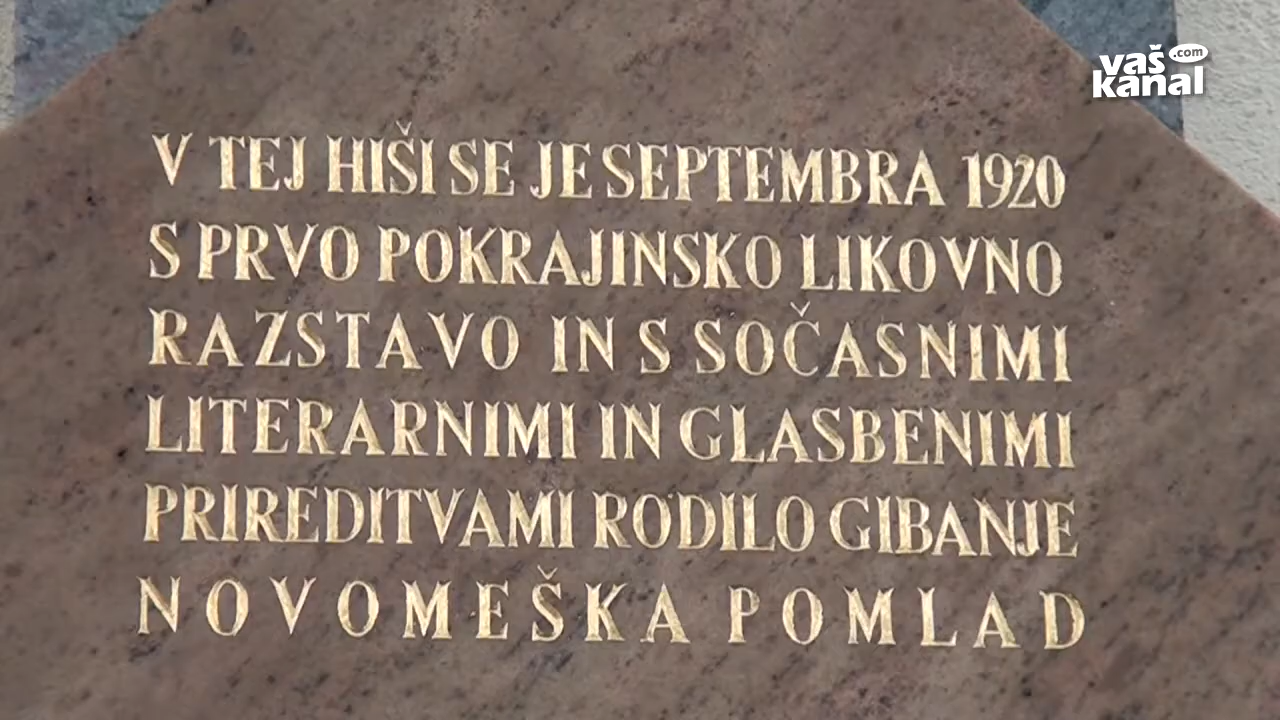 vaš
.com
kanal
V TEJ HIŠI SE JE SEPTEMBRA 1920
S PRVO POKRAJINSKO LIKOVNO
RAZSTAVO IN S SOČASNIMI
LITERARNIMI IN GLASBENIMI
PRIREDITVAMI RODILO GIBANJE
NOVOMEŠKA POMLAD